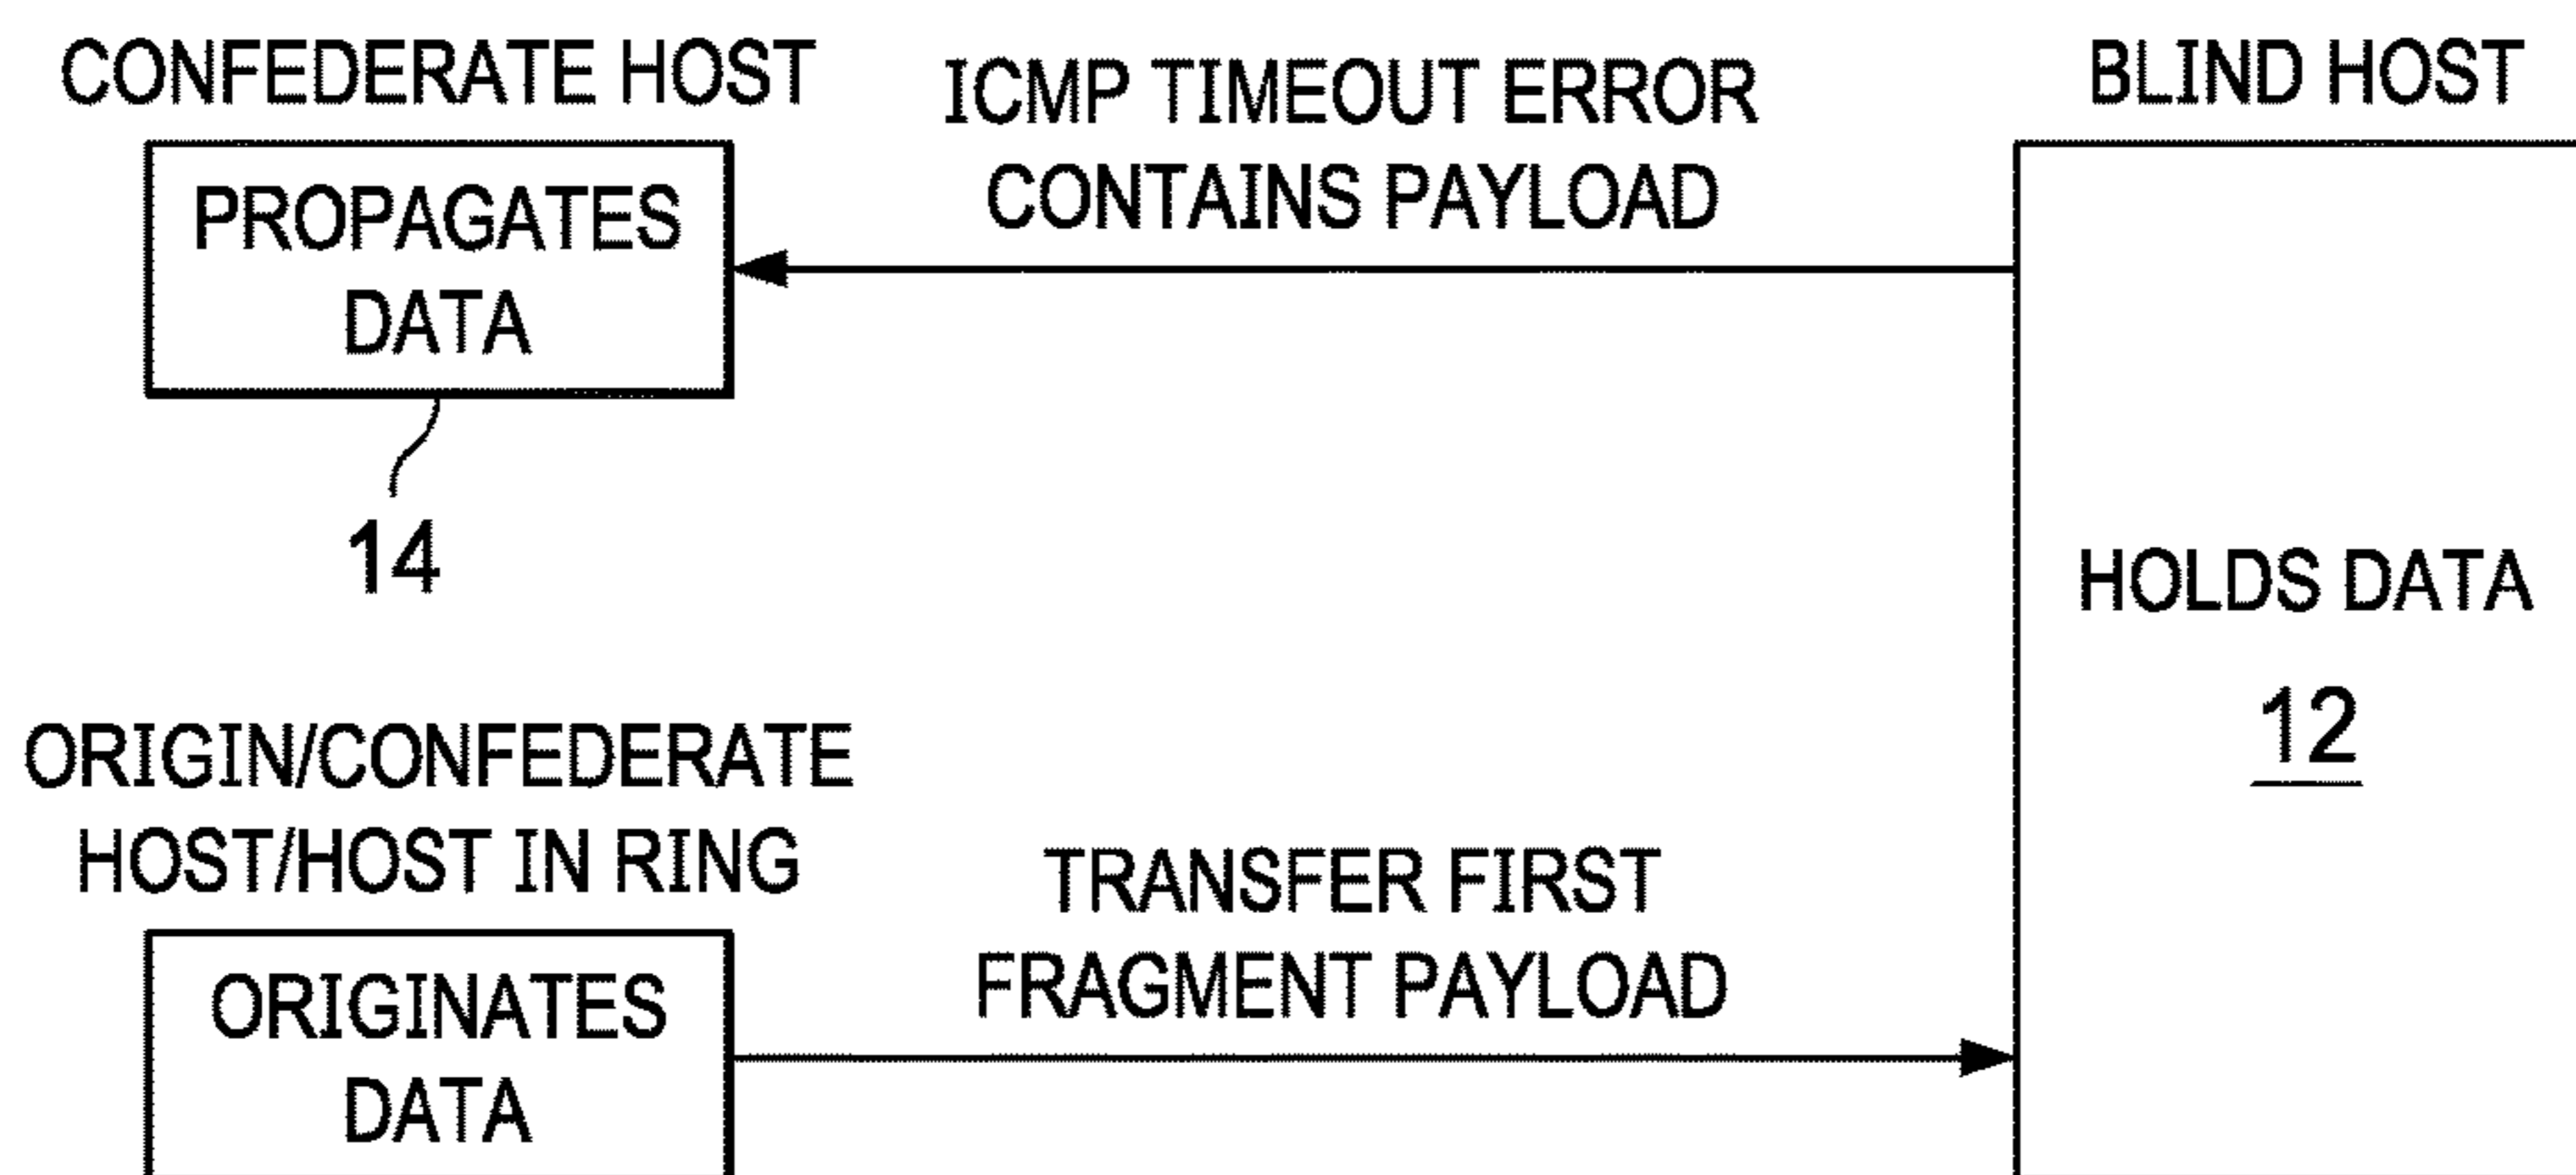 CONFEDERATE HOST
PROPAGATES
DATA
14
ICMP TIMEOUT ERROR
CONTAINS PAYLOAD
BLIND HOST
HOLDS DATA
12
ORIGIN/CONFEDERATE
HOST/HOST IN RING
ORIGINATES
DATA
TRANSFER FIRST
FRAGMENT PAYLOAD